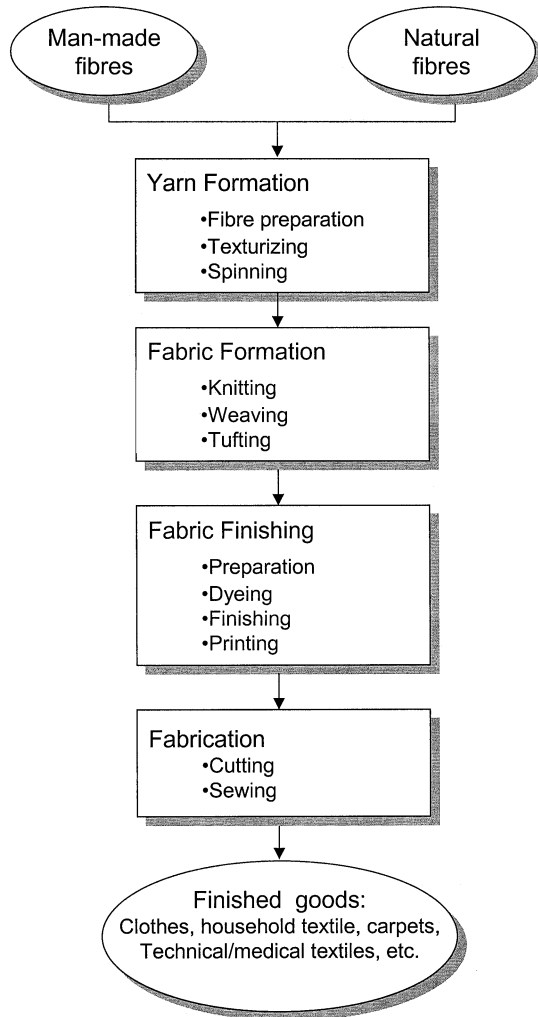 Man-made
fibres
Natural
fibres
Yarn Formation
•Fibre preparation
•Texturizing
•Spinning
Fabric Formation
•Knitting
•Weaving
•Tufting
Fabric Finishing
•Preparation
•Dyeing
•Finishing
•Printing
Fabrication
•Cutting
•Sewing
Finished goods:
Clothes, household textile, carpets,
Technical/medical textiles, etc.